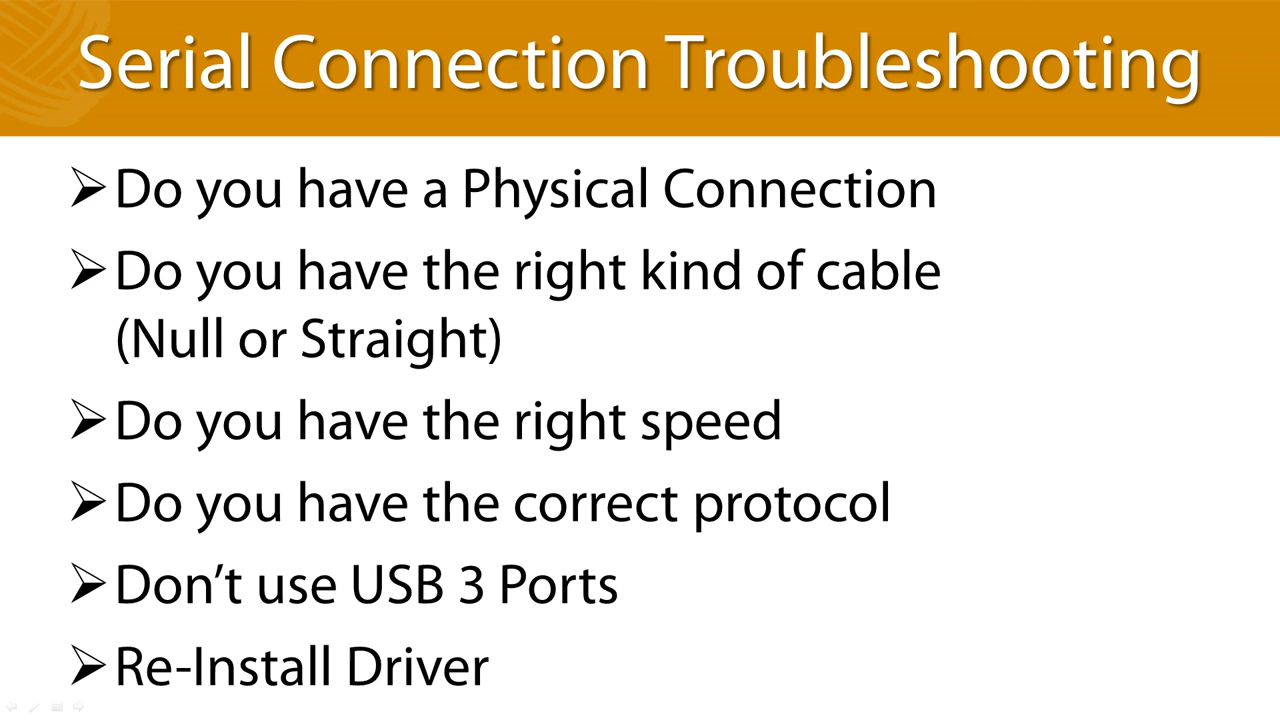 Serial Connection Troubleshooting
Do you have a Physical Connection
Do you have the right kind of cable
(Null or Straight)
Do you have the right speed
Do you have the correct protocol
Don’t use USB 3 Ports
Re-Install Driver